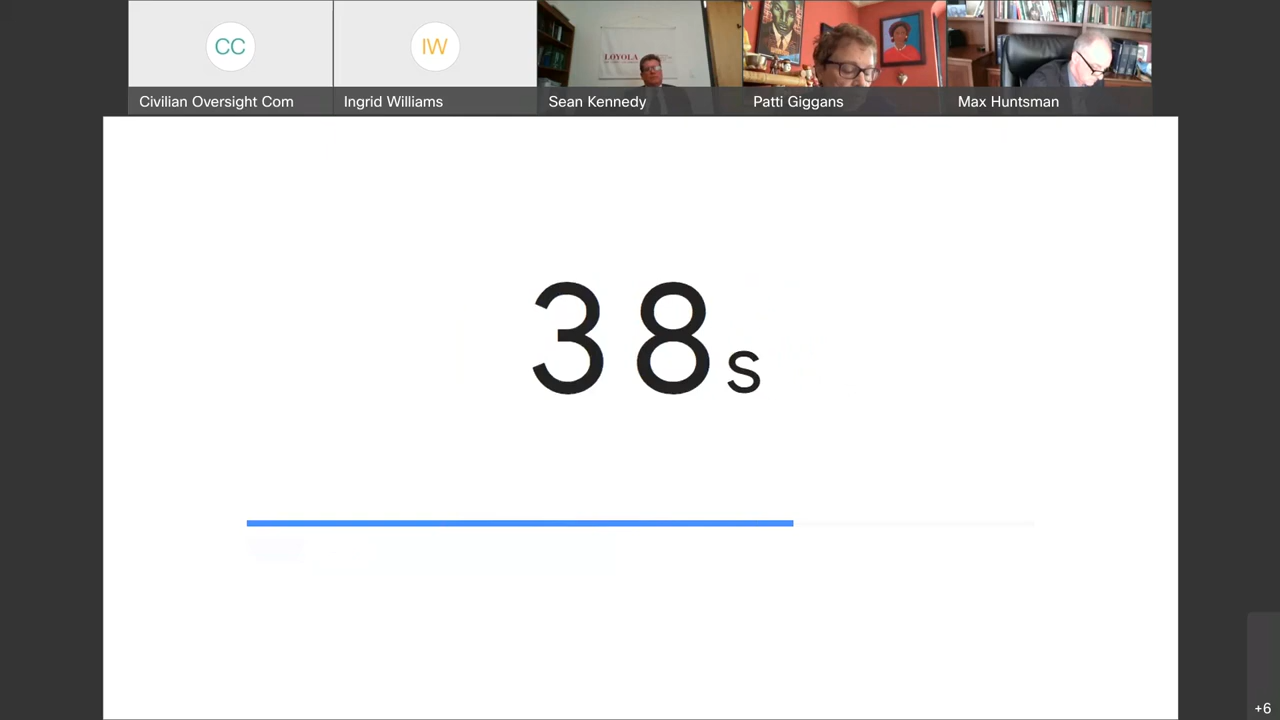 CC
IW
LOYOLA
Civilian Oversight Com
Ingrid Williams
Sean Kennedy
Patti Giggans
Max Huntsman
38s
+6